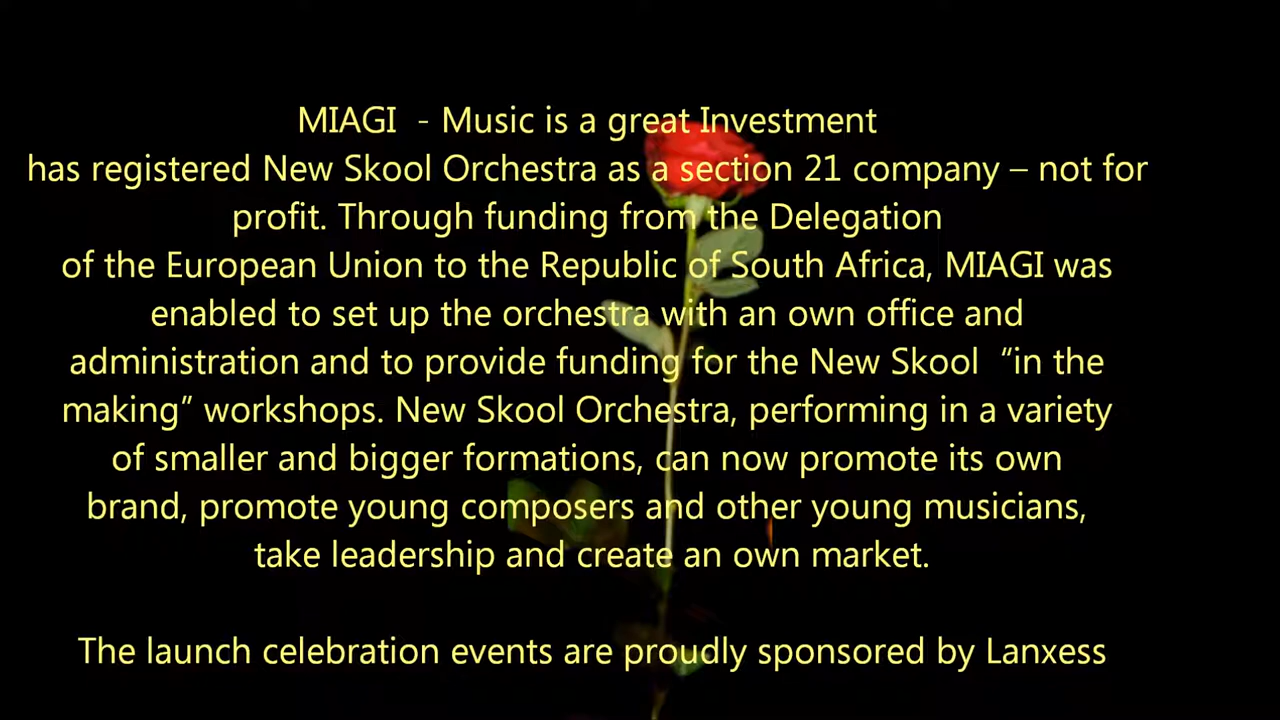 MIAGI - Music is a great Investment
has registered New Skool Orchestra as a section 21 company – not for
profit. Through funding from the Delegation
of the European Union to the Republic of South Africa, MIAGI was
enabled to set up the orchestra with an own office and
administration and to provide funding for the New Skool “in the
making” workshops. New Skool Orchestra, performing in a variety
of smaller and bigger formations, can now promote its own
brand, promote young composers and other young musicians,
take leadership and create an own market.
The launch celebration events are proudly sponsored by Lanxess